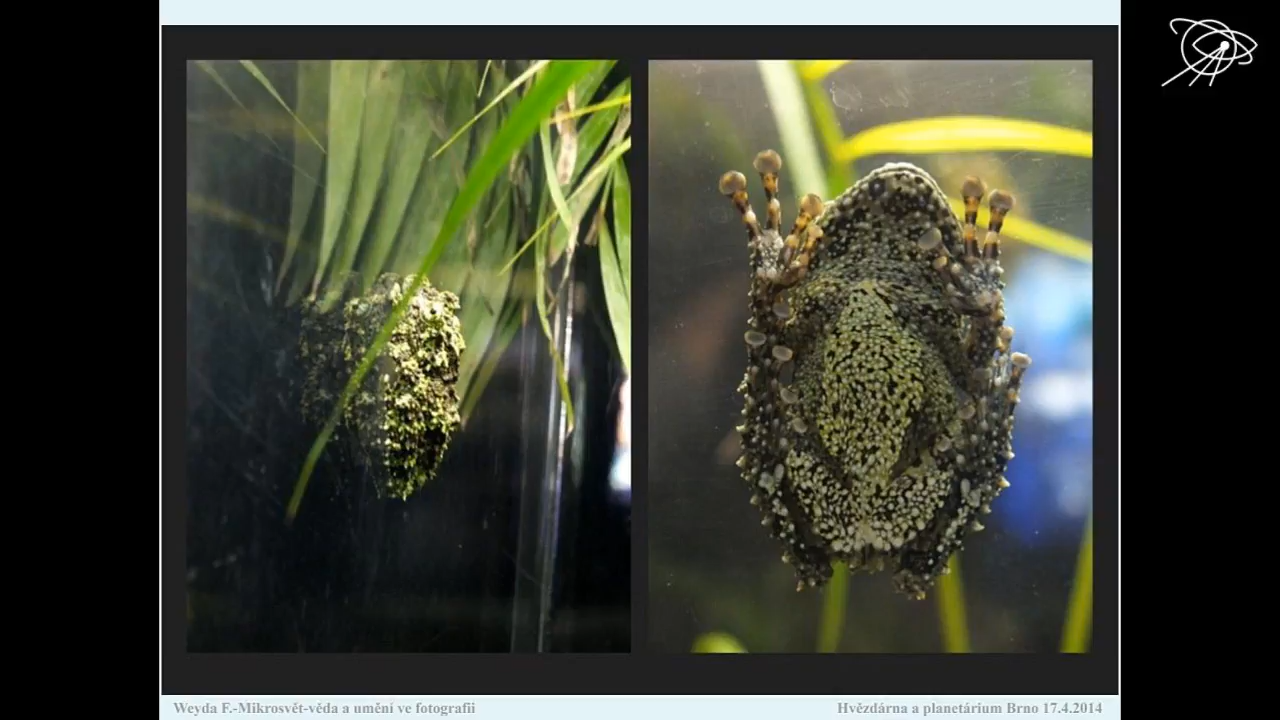 Weyda F.-Mikrosvět-věda a umění ve fotografii
Hvězdárna a planetárium Brno 17.4.2014